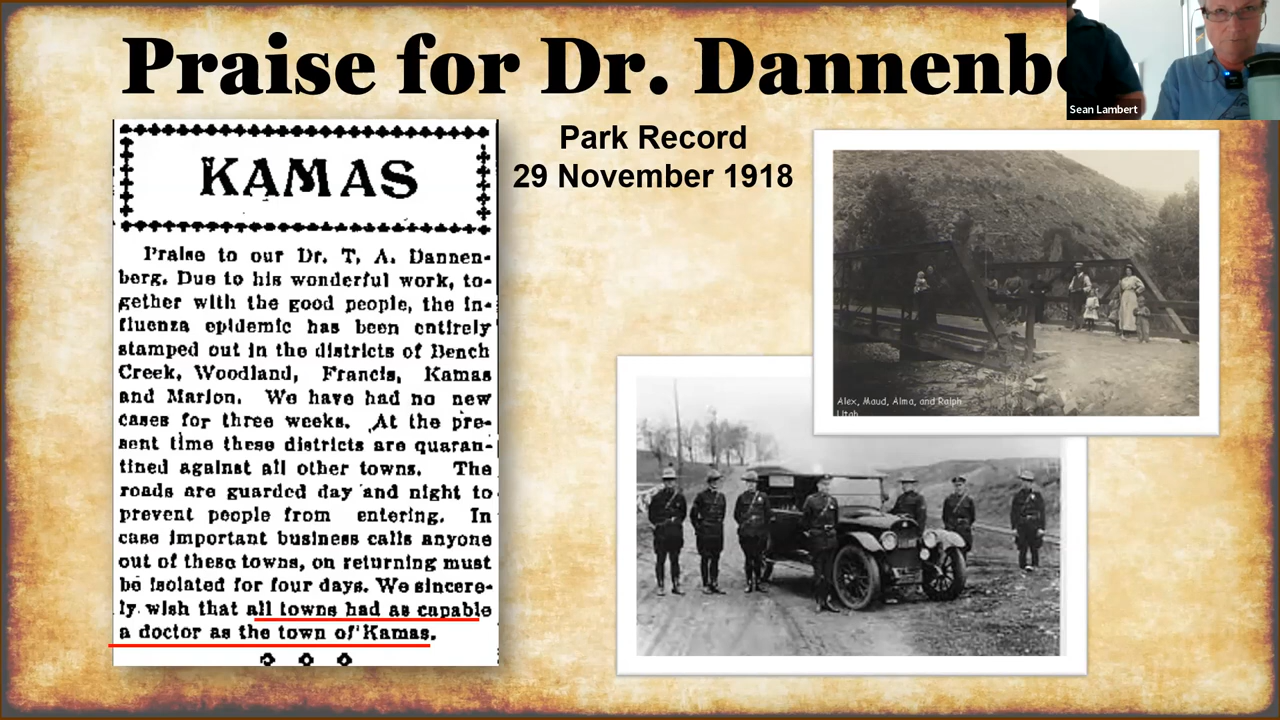 Praise for Dr. Dannenb
Sean Lambert
Park Record
29 November 1918
KAMAS
Praise to our Dr. T. A. Dannen-
berg. Due to his wonderful work, to-
gether with the good people, the in-
fluenza epidemic has been entirely
stamped out in the districts of Bench
Creek, Woodland, Francis, Kamas
and Marion. We have had no new
cases for three weeks. At the pre-
sent time these districts are quaran-
tined against all other towns. The
roads are guarded day and night to
prevent people from entering. In
case important business calls anyone
out of these towns, on returning must
be isolated for four days. We sincere-
ly wish that all towns had as capable
a doctor as the town of Kamas.
Alex, Maud, Alma, and Ralph
Utah